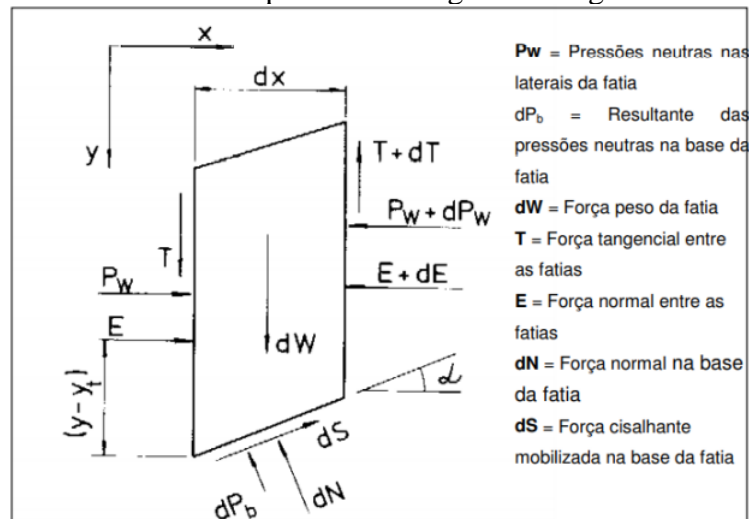 x
dx
y
T + dT
Pw + dPw
T
Pw
E + dE
E
dW
(y - yt)
α
dS
dPb
dN
Pw = Pressões neutras nas
laterais da fatia
dPb = Resultante das
pressões neutras na base da
fatia
dW = Força peso da fatia
T = Força tangencial entre
as fatias
E = Força normal entre as
fatias
dN = Força normal na base
da fatia
dS = Força cisalhante
mobilizada na base da fatia